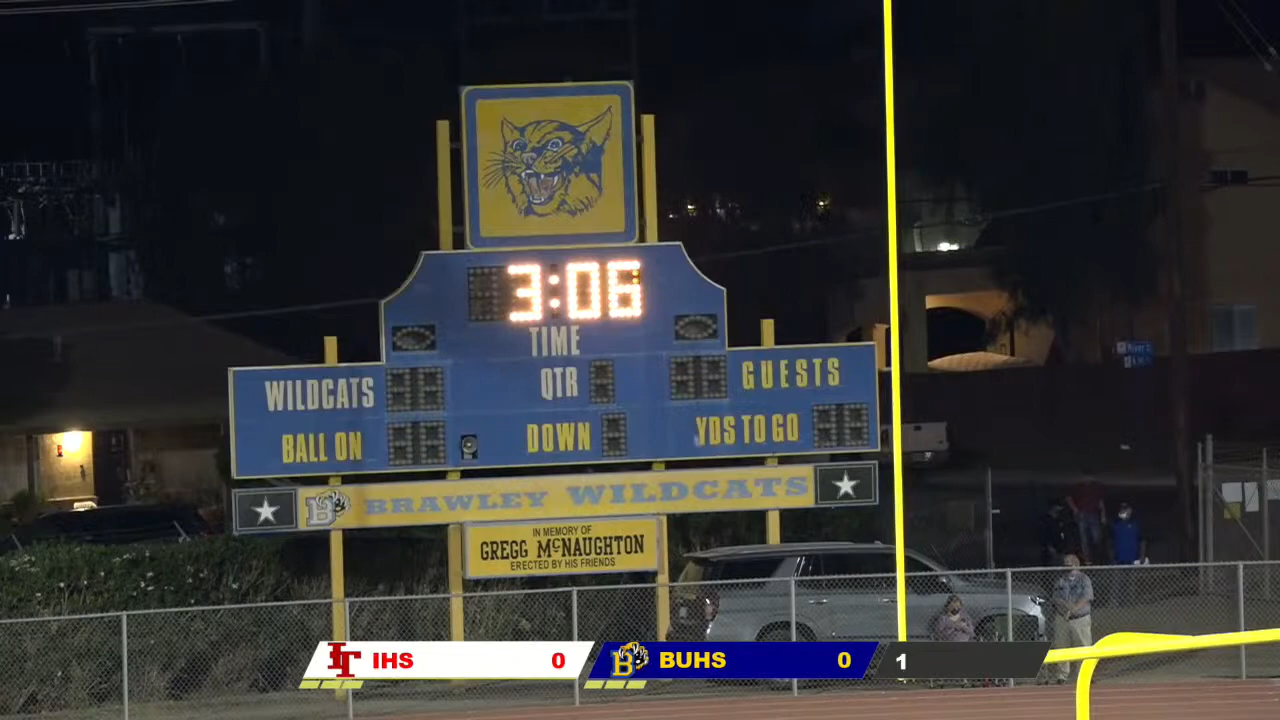 3:06
TIME
WILDCATS
QTR
GUESTS
BALL ON
DOWN
YDS TO GO
B BRAWLEY WILDCATS
IN MEMORY OF
GREGG McNAUGHTON
ERECTED BY HIS FRIENDS
IHS 0
B BUHS 0
1